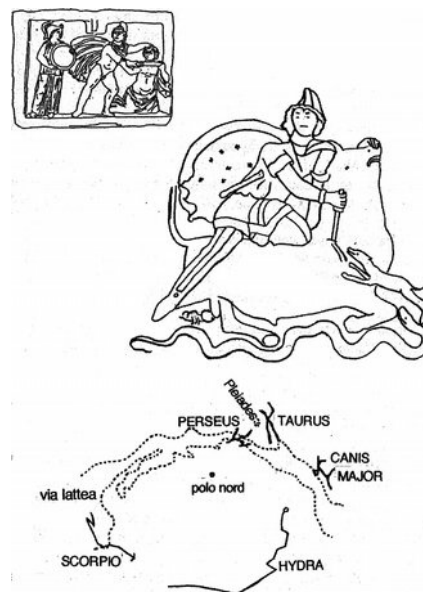 Pleiades
PERSEUS
TAURUS
CANIS
MAJOR
via lattea
polo nord
SCORPIO
HYDRA